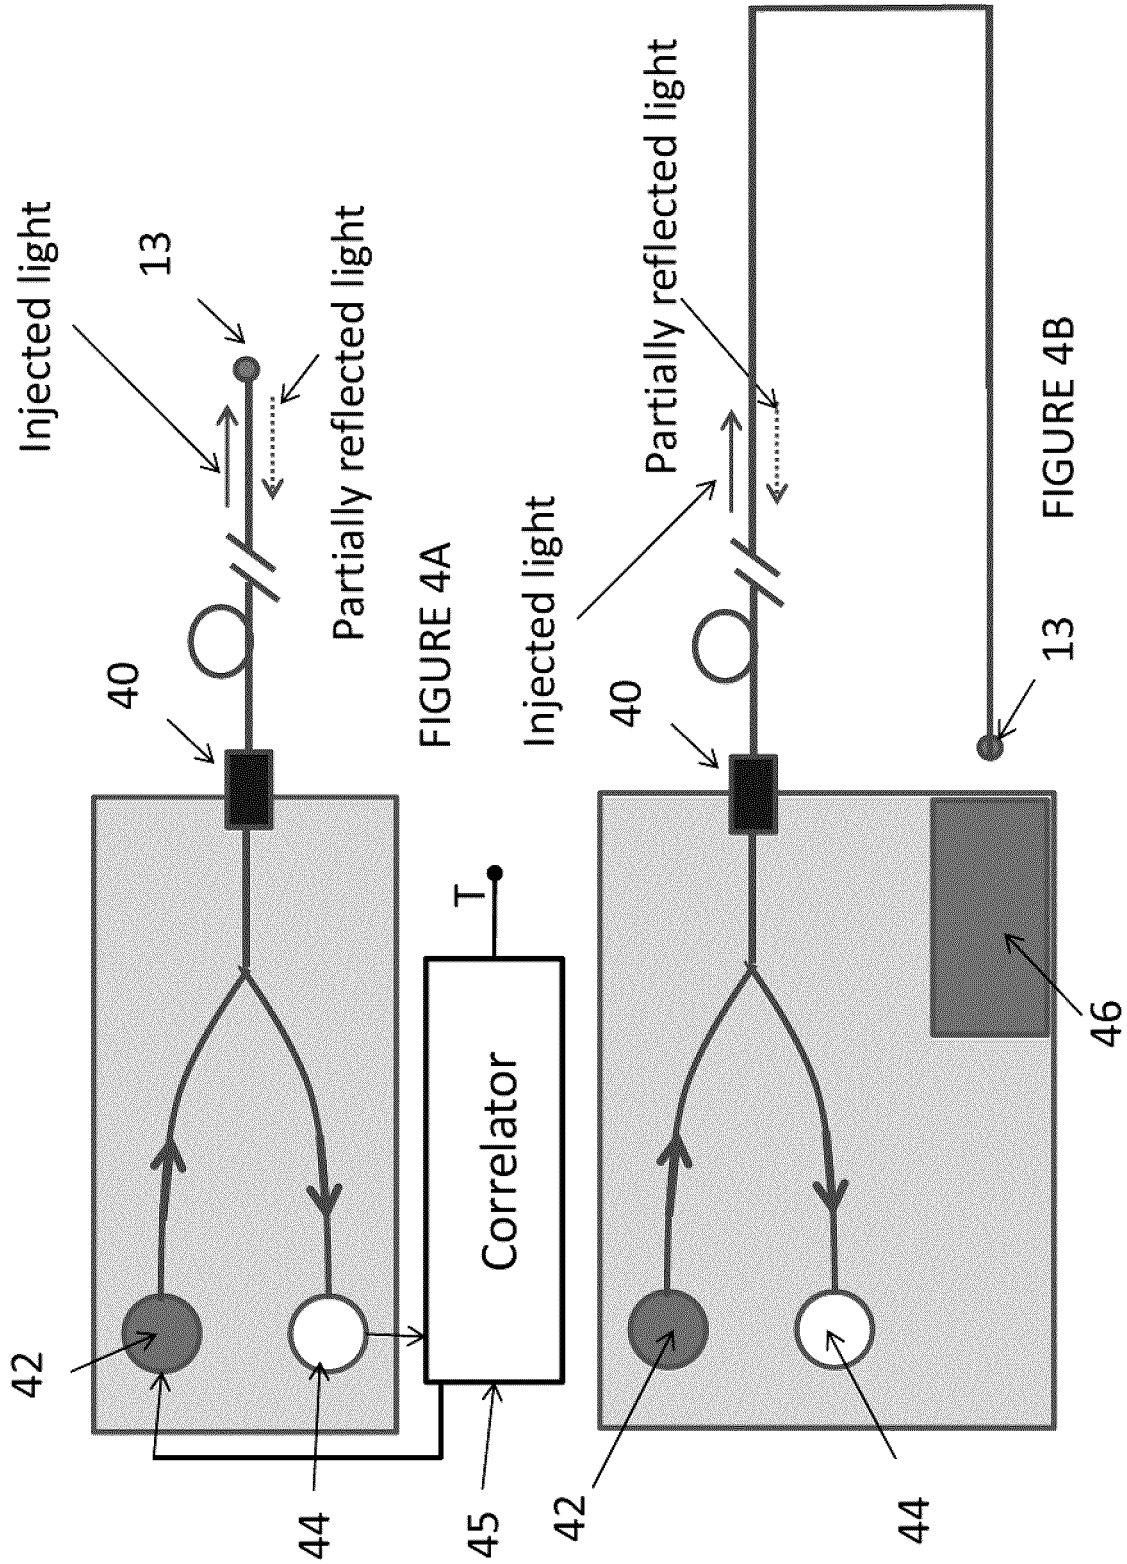 Injected light
13
Partially reflected light
40
FIGURE 4A
42
44
45
Correlator
T
Partially reflected light
Injected light
40
13
FIGURE 4B
42
44
46